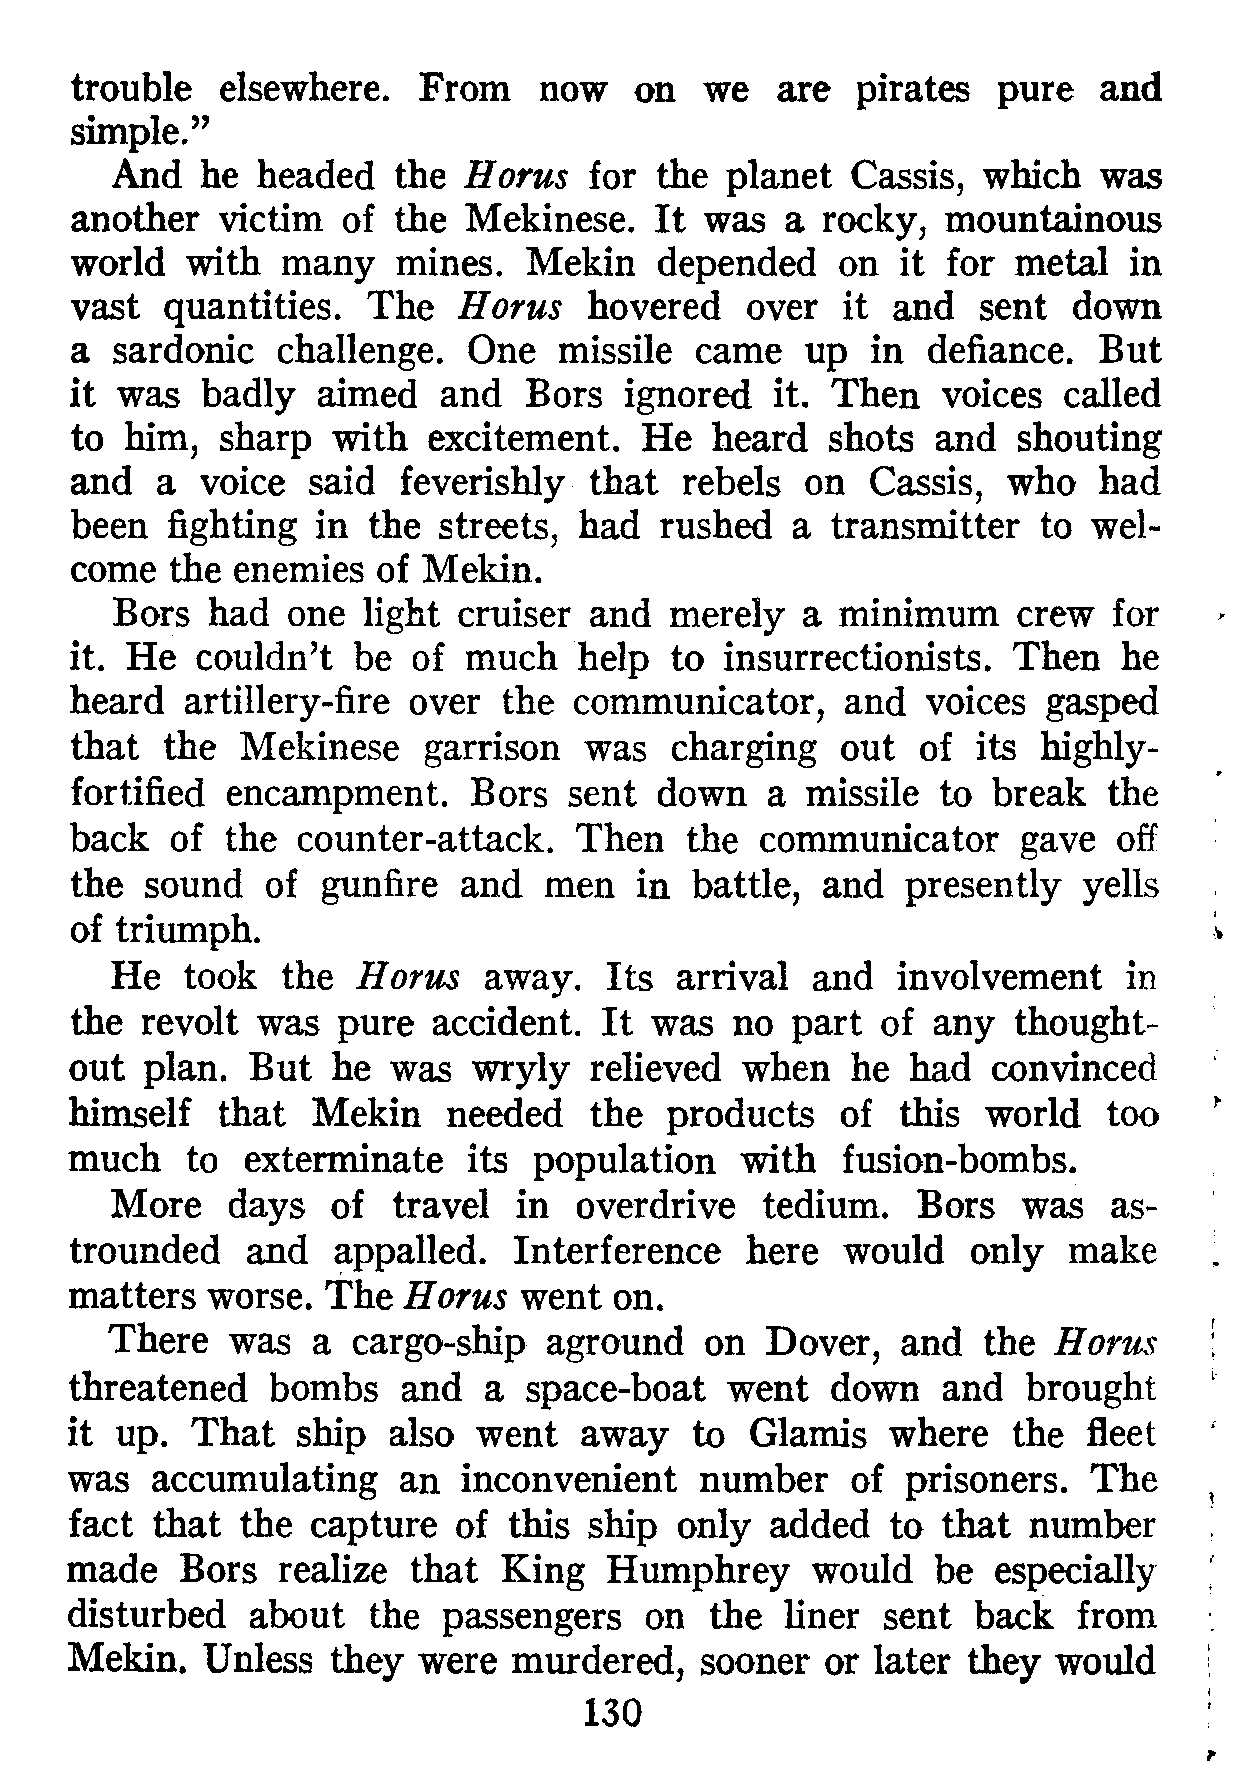 trouble elsewhere. From now on we are pirates pure and
simple.”
And he headed the Horus for the planet Cassis, which was
another victim of the Mekinese. It was a rocky, mountainous
world with many mines. Mekin depended on it for metal in
vast quantities. The Horus hovered over it and sent down
a sardonic challenge. One missile came up in defiance. But
it was badly aimed and Bors ignored it. Then voices called
to him, sharp with excitement. He heard shots and shouting
and a voice said feverishly that rebels on Cassis, who had
been fighting in the streets, had rushed a transmitter to wel-
come the enemies of Mekin.
Bors had one light cruiser and merely a minimum crew for
it. He couldn’t be of much help to insurrectionists. Then he
heard artillery-fire over the communicator, and voices gasped
that the Mekinese garrison was charging out of its highly-
fortified encampment. Bors sent down a missile to break the
back of the counter-attack. Then the communicator gave off
the sound of gunfire and men in battle, and presently yells
of triumph.
He took the Horus away. Its arrival and involvement in
the revolt was pure accident. It was no part of any thought-
out plan. But he was wryly relieved when he had convinced
himself that Mekin needed the products of this world too
much to exterminate its population with fusion-bombs.
More days of travel in overdrive tedium. Bors was as-
trounded and appalled. Interference here would only make
matters worse. The Horus went on.
There was a cargo-ship aground on Dover, and the Horus
threatened bombs and a space-boat went down and brought
it up. That ship also went away to Glamis where the fleet
was accumulating an inconvenient number of prisoners. The
fact that the capture of this ship only added to that number
made Bors realize that King Humphrey would be especially
disturbed about the passengers on the liner sent back from
Mekin. Unless they were murdered, sooner or later they would
130